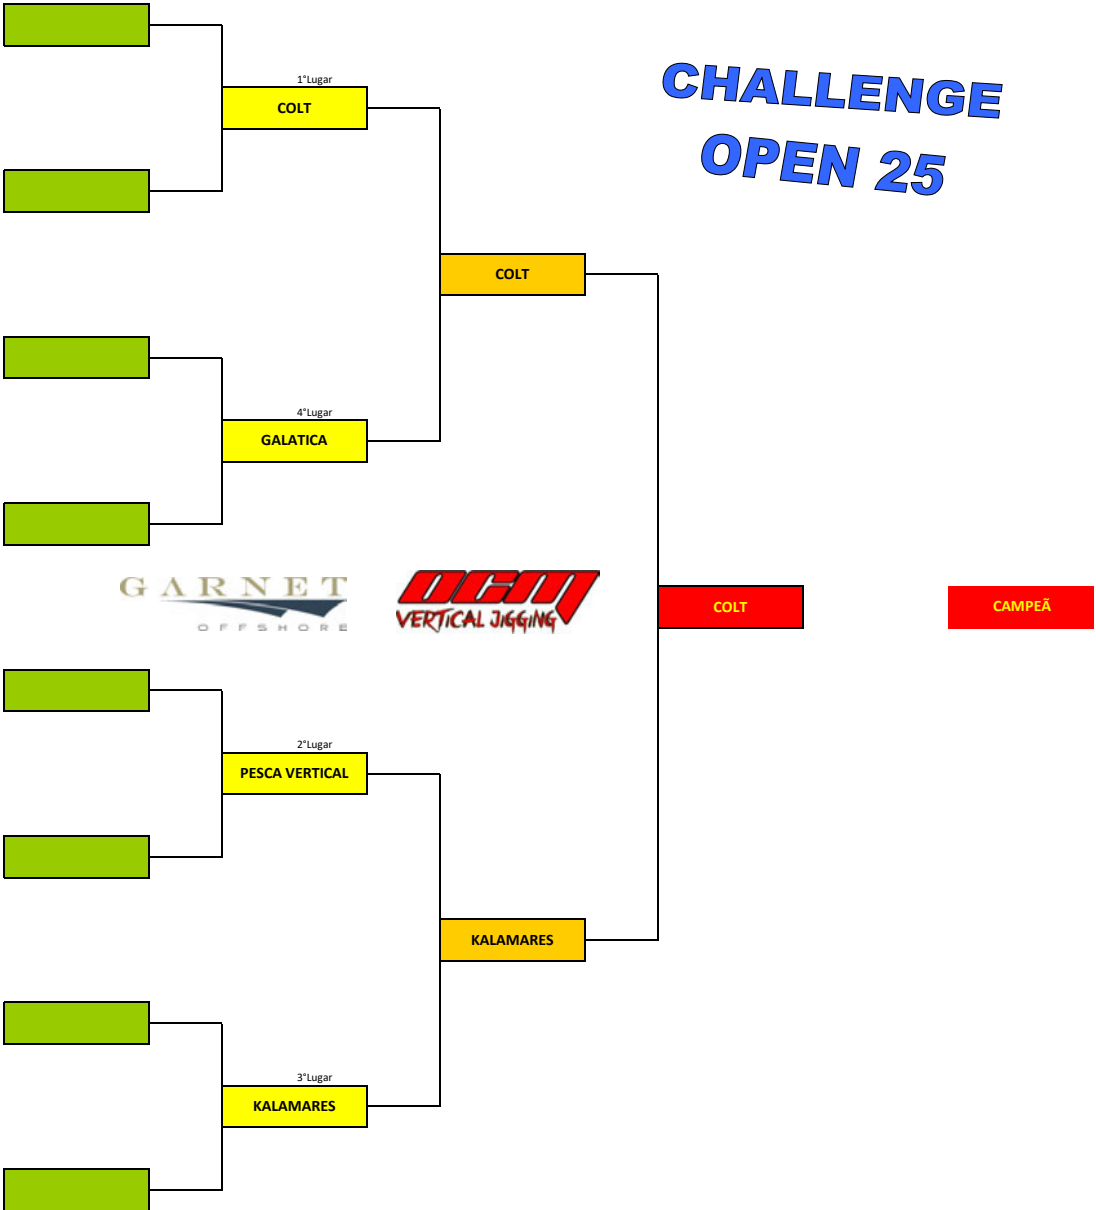 CHALLENGE
OPEN 25
1°Lugar
COLT
COLT
4°Lugar
GALATICA
GARNET
OFFSHORE
OCM
VERTICAL JIGGING
COLT
CAMPEÃ
2°Lugar
PESCA VERTICAL
KALAMARES
3°Lugar
KALAMARES